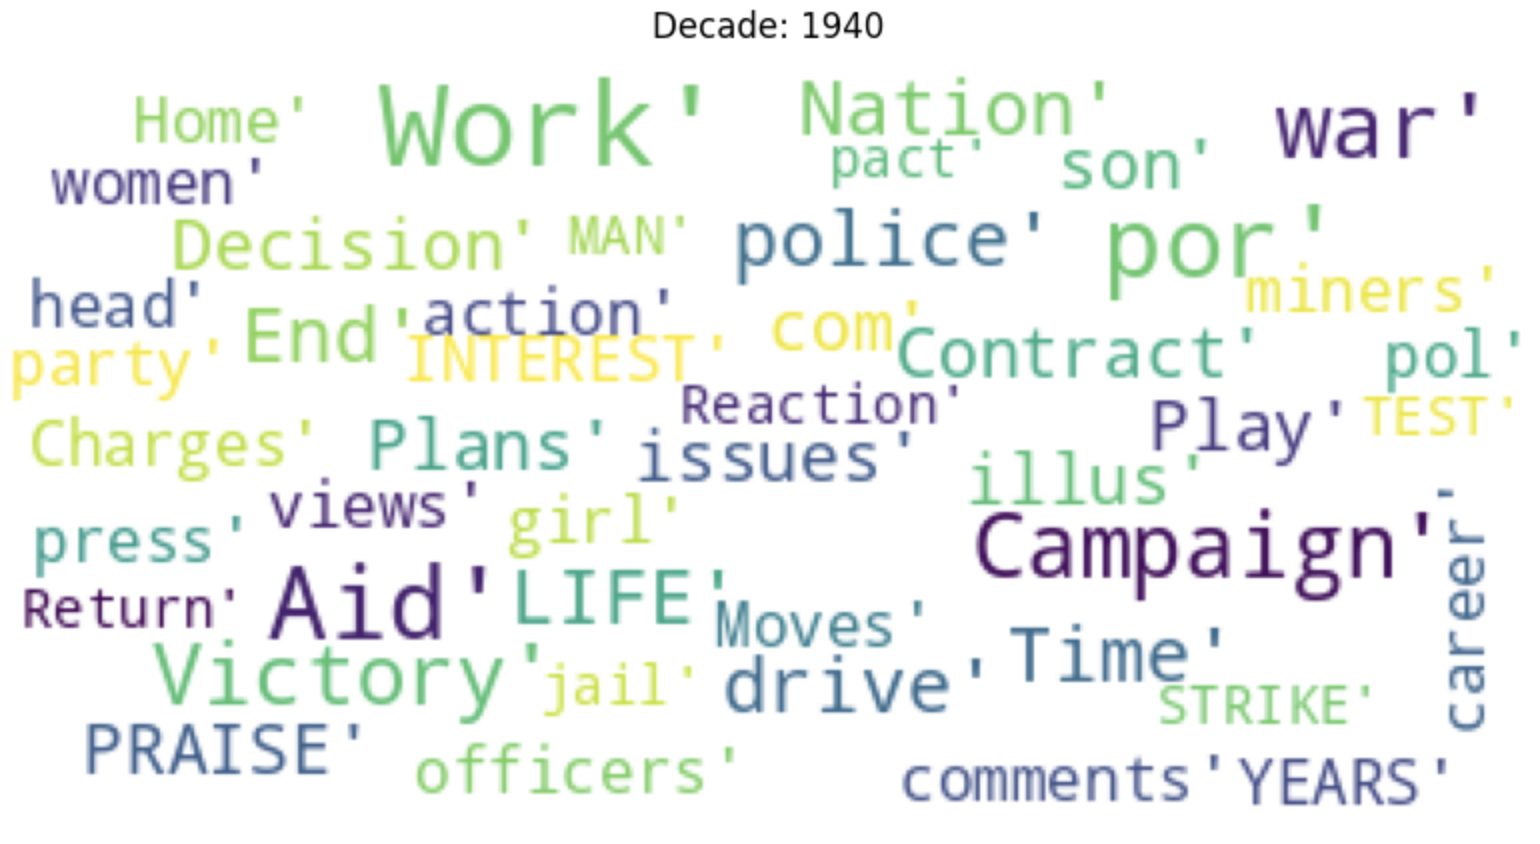 Decade: 1940
Home' Work' Nation' war'
women' pact' son'
Decision' MAN' police' por'
head' End' action' com' miners'
party' INTEREST' Contract' pol'
Charges' Plans' Reaction' Play' TEST'
issues' illus'
press' views' girl' Campaign' career'
Return' Aid' LIFE' Moves' Time'
Victory' jail' drive' STRIKE'
PRAISE' officers' comments' YEARS'